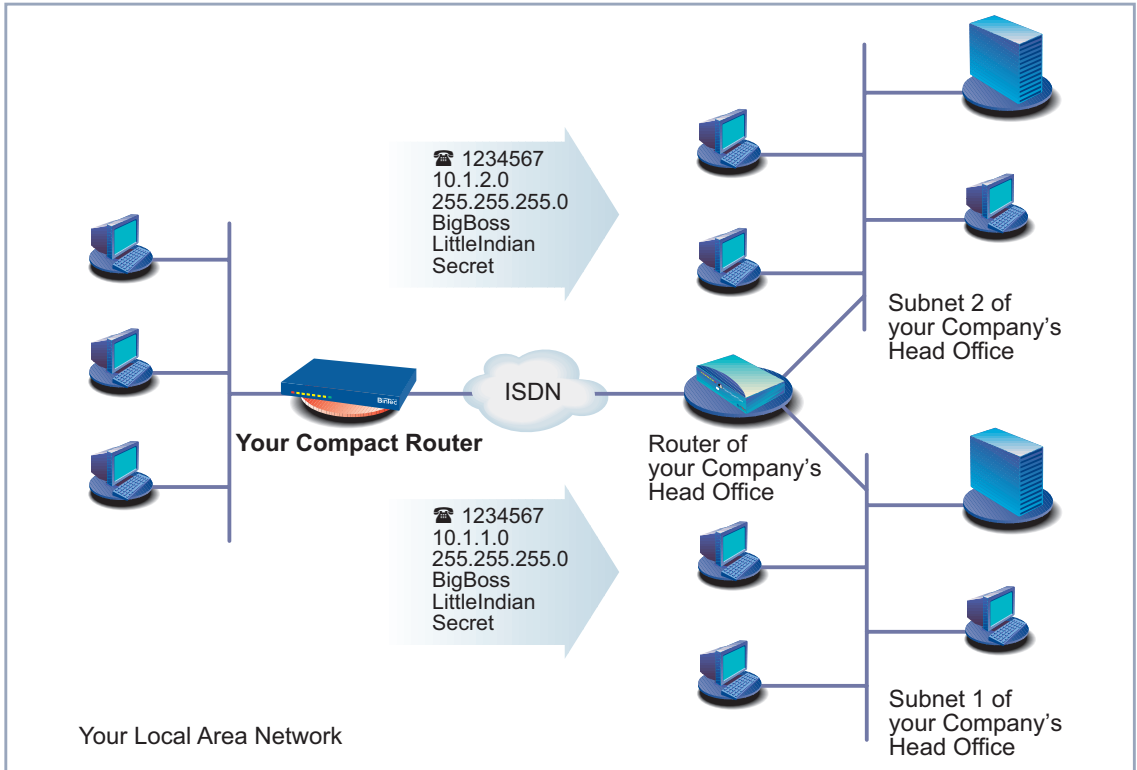 ☎ 1234567
10.1.2.0
255.255.255.0
BigBoss
LittleIndian
Secret
Subnet 2 of
your Company's
Head Office
BinTec
ISDN
Your Compact Router
Router of
your Company's
Head Office
☎ 1234567
10.1.1.0
255.255.255.0
BigBoss
LittleIndian
Secret
Subnet 1 of
your Company's
Head Office
Your Local Area Network